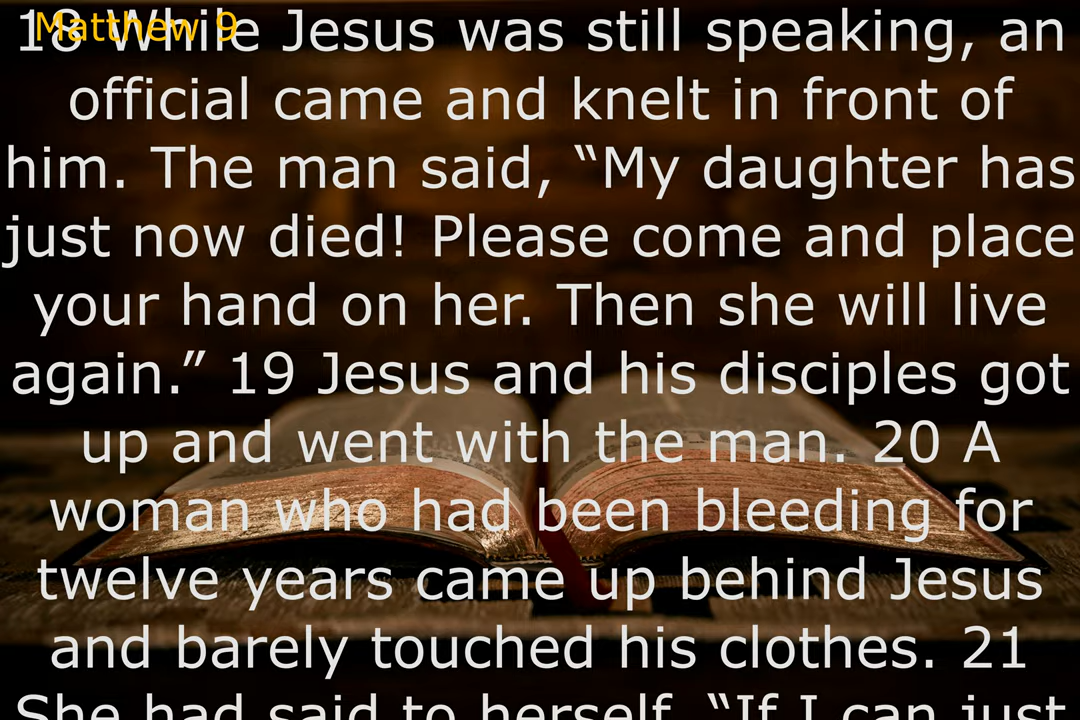 Matthew 9
18 While Jesus was still speaking, an
official came and knelt in front of
him. The man said, “My daughter has
just now died! Please come and place
your hand on her. Then she will live
again.” 19 Jesus and his disciples got
up and went with the man. 20 A
woman who had been bleeding for
twelve years came up behind Jesus
and barely touched his clothes. 21
She had said to herself, “If I can just